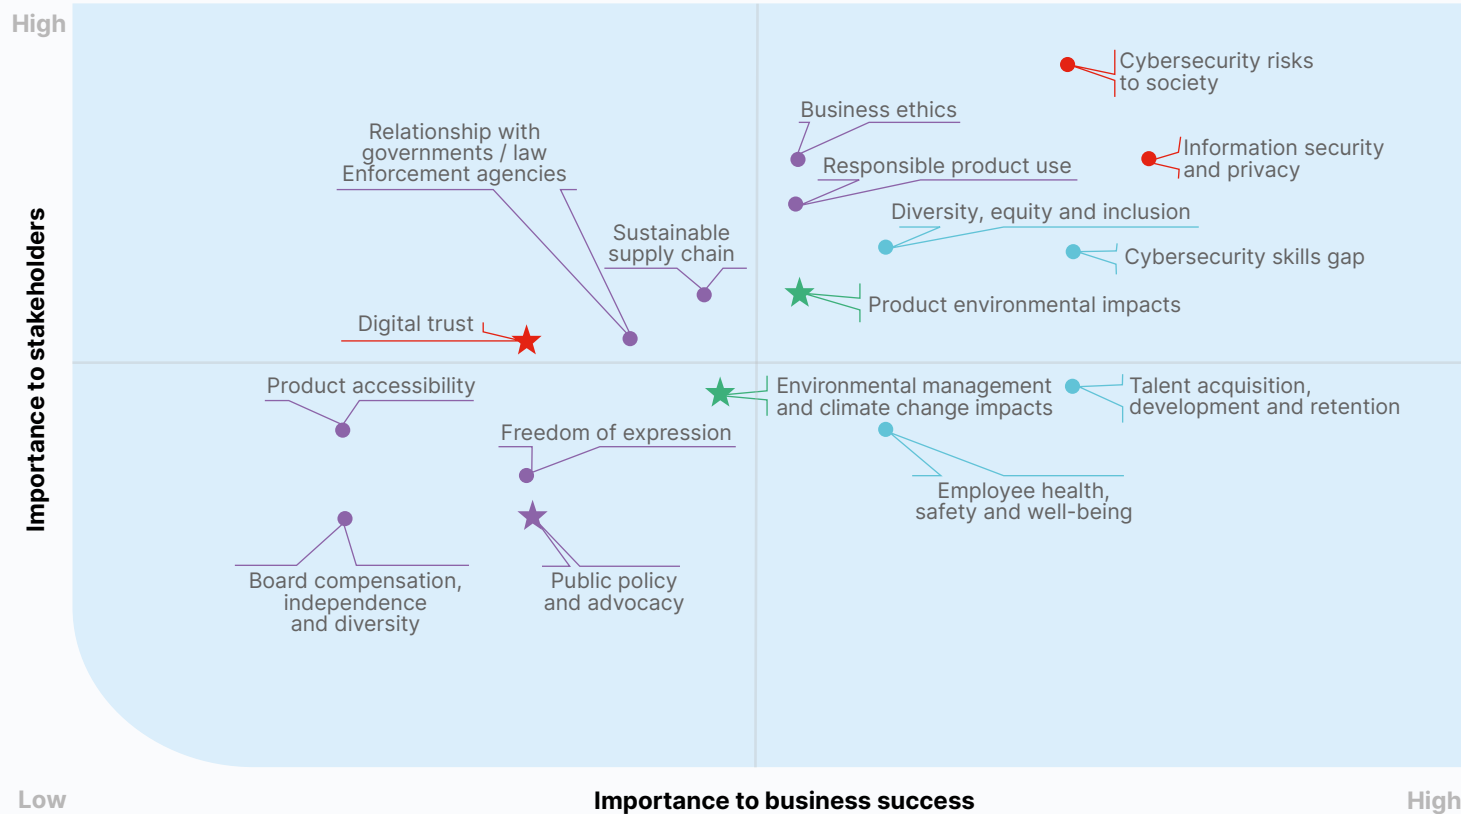 High
Cybersecurity risks
to society
Business ethics
Relationship with
governments / law
Enforcement agencies
Information security
and privacy
Responsible product use
Diversity, equity and inclusion
Sustainable
supply chain
Cybersecurity skills gap
Product environmental impacts
Digital trust
Importance to stakeholders
Product accessibility
Environmental management
and climate change impacts
Talent acquisition,
development and retention
Freedom of expression
Employee health,
safety and well-being
Board compensation,
independence
and diversity
Public policy
and advocacy
Low
Importance to business success
High